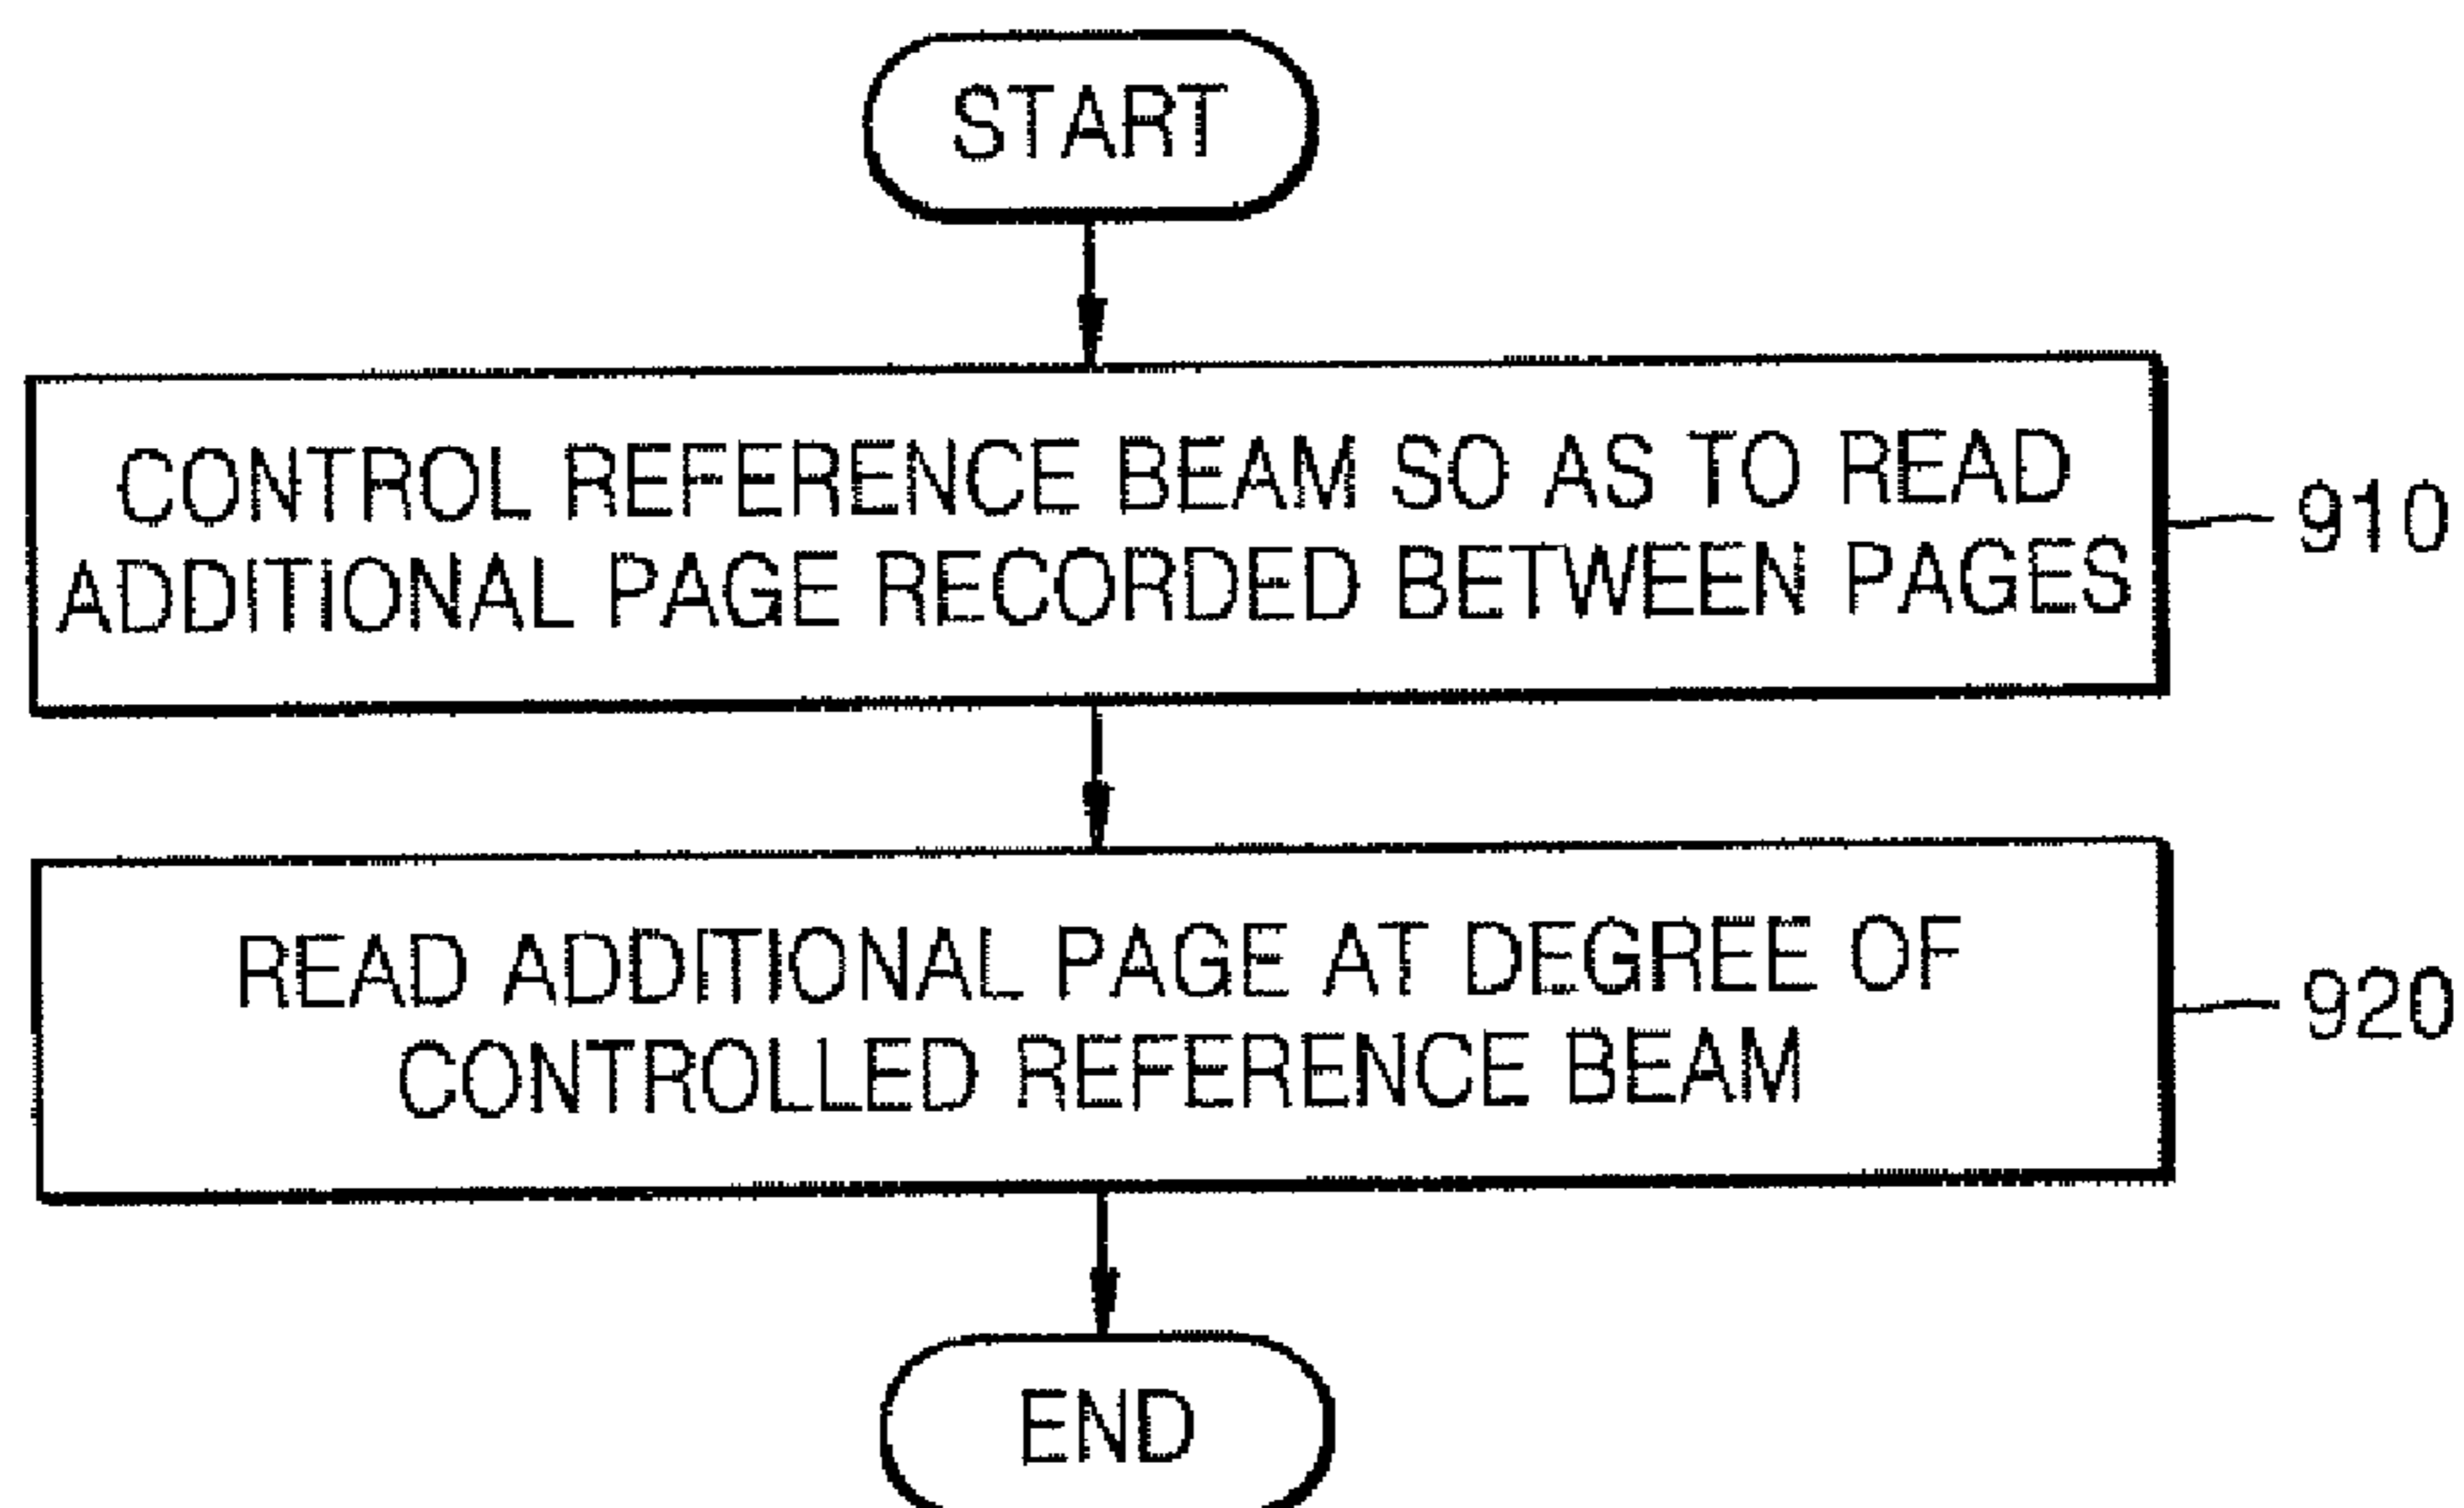 START
CONTROL REFERENCE BEAM SO AS TO READ
ADDITIONAL PAGE RECORDED BETWEEN PAGES
910
READ ADDITIONAL PAGE AT DEGREE OF
CONTROLLED REFERENCE BEAM
920
END